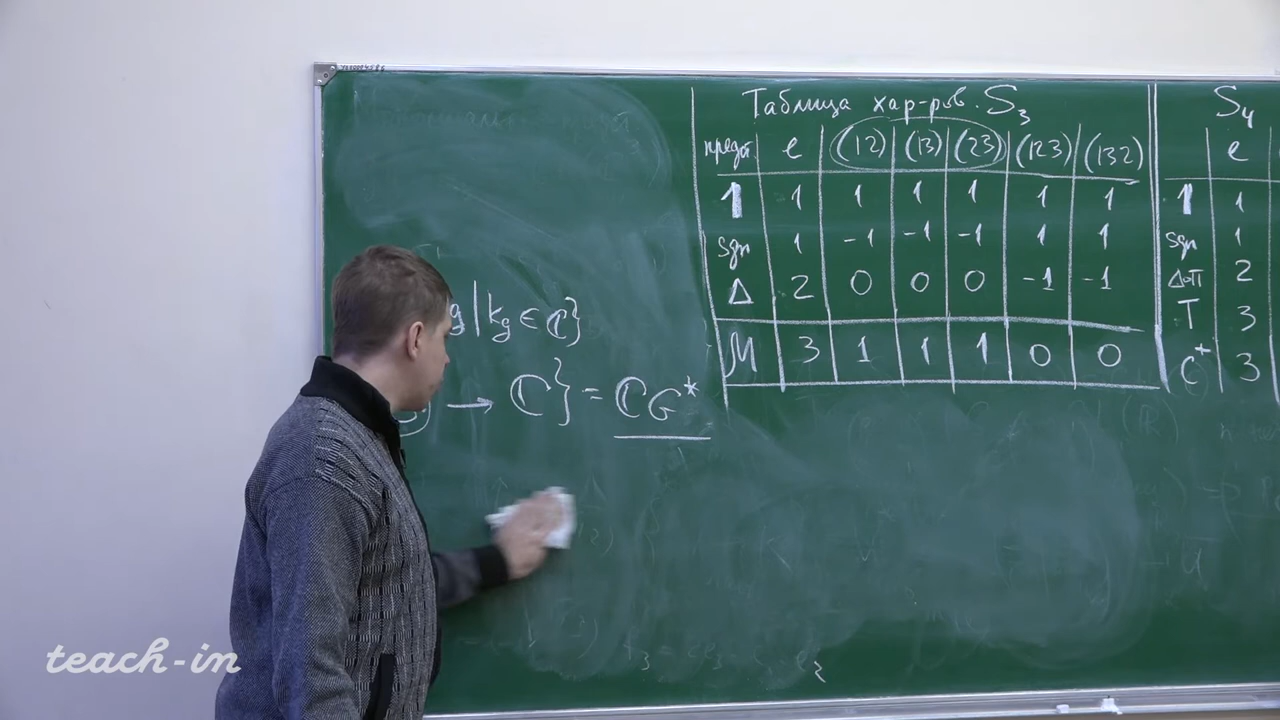 g | kg ∈ ℂ}
→ ℂ} = ℂG*
Таблица хар-ров. S₃
предст e (12) (13) (23) (123) (132)
1 1 1 1 1 1 1
sgn 1 -1 -1 -1 1 1
Δ 2 0 0 0 -1 -1
M 3 1 1 1 0 0
S₄
e
1 1
sgn 1
Δ∘π 2
T 3
C⁺ 3
teach-in